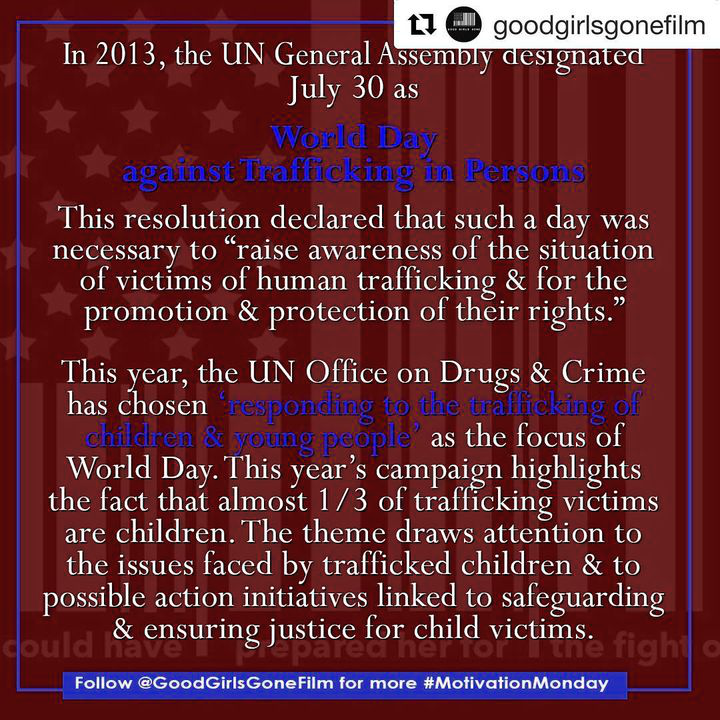 goodgirlsgonefilm
In 2013, the UN General Assembly designated
July 30 as
World Day
against Trafficking in Persons
This resolution declared that such a day was
necessary to “raise awareness of the situation
of victims of human trafficking & for the
promotion & protection of their rights.”
This year, the UN Office on Drugs & Crime
has chosen ‘responding to the trafficking of
children & young people’ as the focus of
World Day. This year’s campaign highlights
the fact that almost 1/3 of trafficking victims
are children. The theme draws attention to
the issues faced by trafficked children & to
possible action initiatives linked to safeguarding
& ensuring justice for child victims.
could have prepared her for the fight
Follow @GoodGirlsGoneFilm for more #MotivationMonday